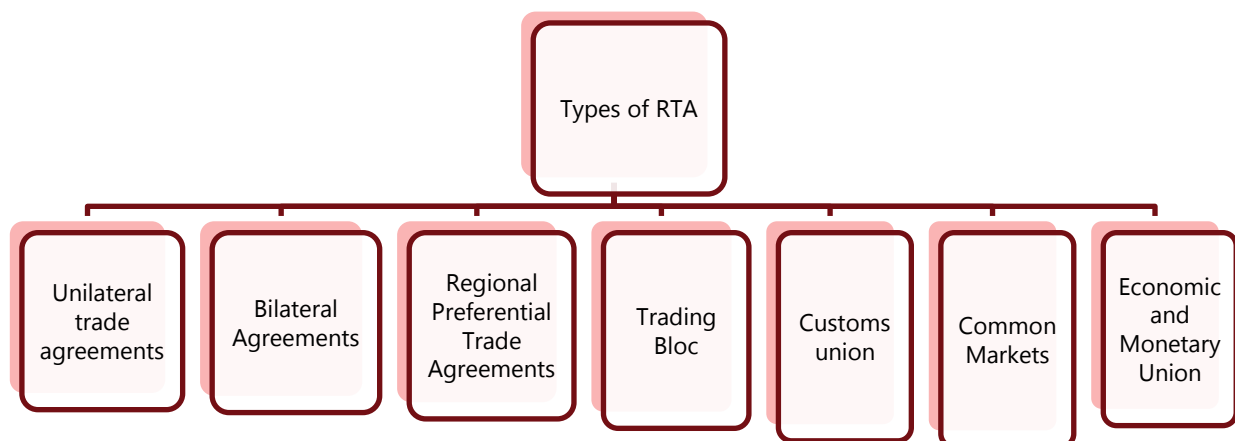 Types of RTA
Unilateral
trade
agreements
Bilateral
Agreements
Regional
Preferential
Trade
Agreements
Trading
Bloc
Customs
union
Common
Markets
Economic
and
Monetary
Union